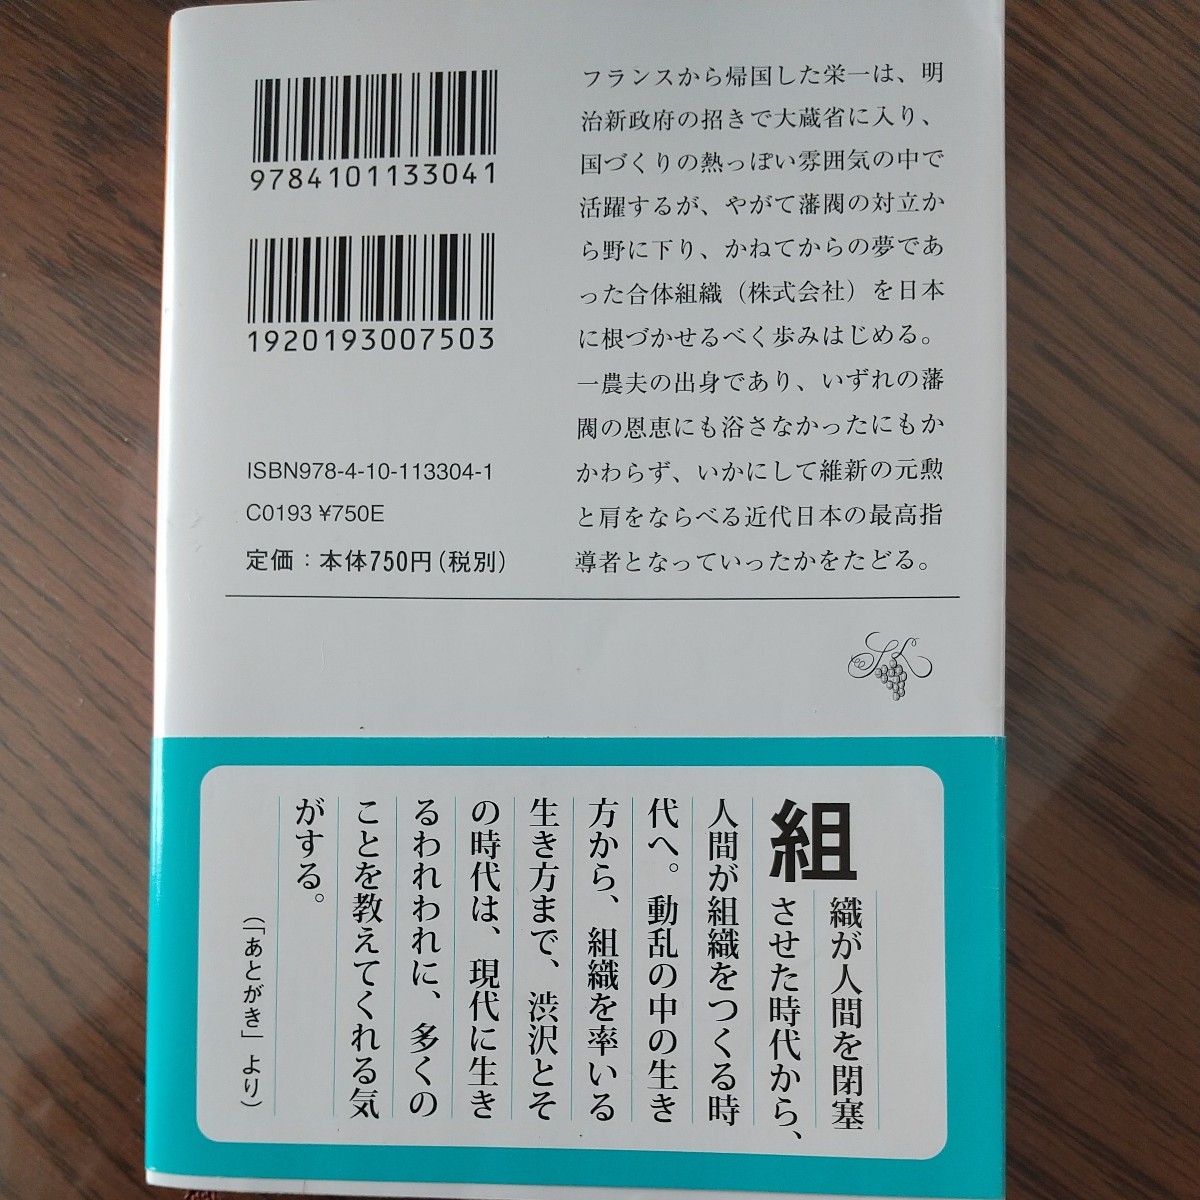 9784101133041
1920193007503
ISBN978-4-10-113304-1
C0193 ¥750E
定価：本体750円（税別）
フランスから帰国した栄一は、明
治新政府の招きで大蔵省に入り、
国づくりの熱っぽい雰囲気の中で
活躍するが、やがて藩閥の対立か
ら野に下り、かねてからの夢であ
った合体組織（株式会社）を日本
に根づかせるべく歩みはじめる。
一農夫の出身であり、いずれの藩
閥の恩恵にも浴さなかったにもか
かわらず、いかにして維新の元勲
と肩をならべる近代日本の最高指
導者となっていったかをたどる。
組織が人間を閉塞
させた時代から、
人間が組織をつくる時
代へ。動乱の中の生き
方から、組織を率いる
生き方まで、渋沢とそ
の時代は、現代に生き
るわれわれに、多くの
ことを教えてくれる気
がする。
（「あとがき」より）